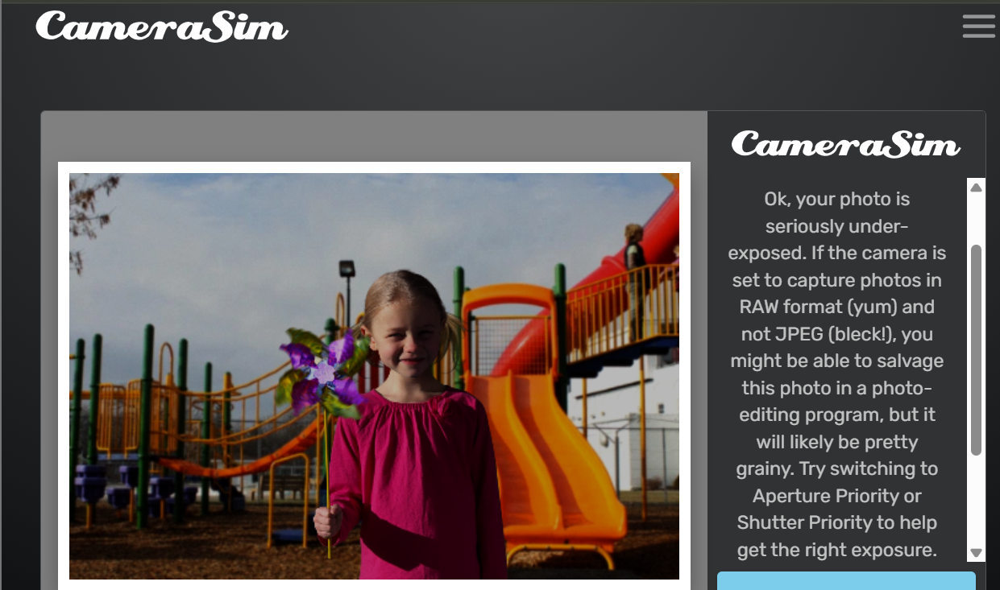 CameraSim
CameraSim
Ok, your photo is
seriously under-
exposed. If the camera is
set to capture photos in
RAW format (yum) and
not JPEG (bleck!), you
might be able to salvage
this photo in a photo-
editing program, but it
will likely be pretty
grainy. Try switching to
Aperture Priority or
Shutter Priority to help
get the right exposure.